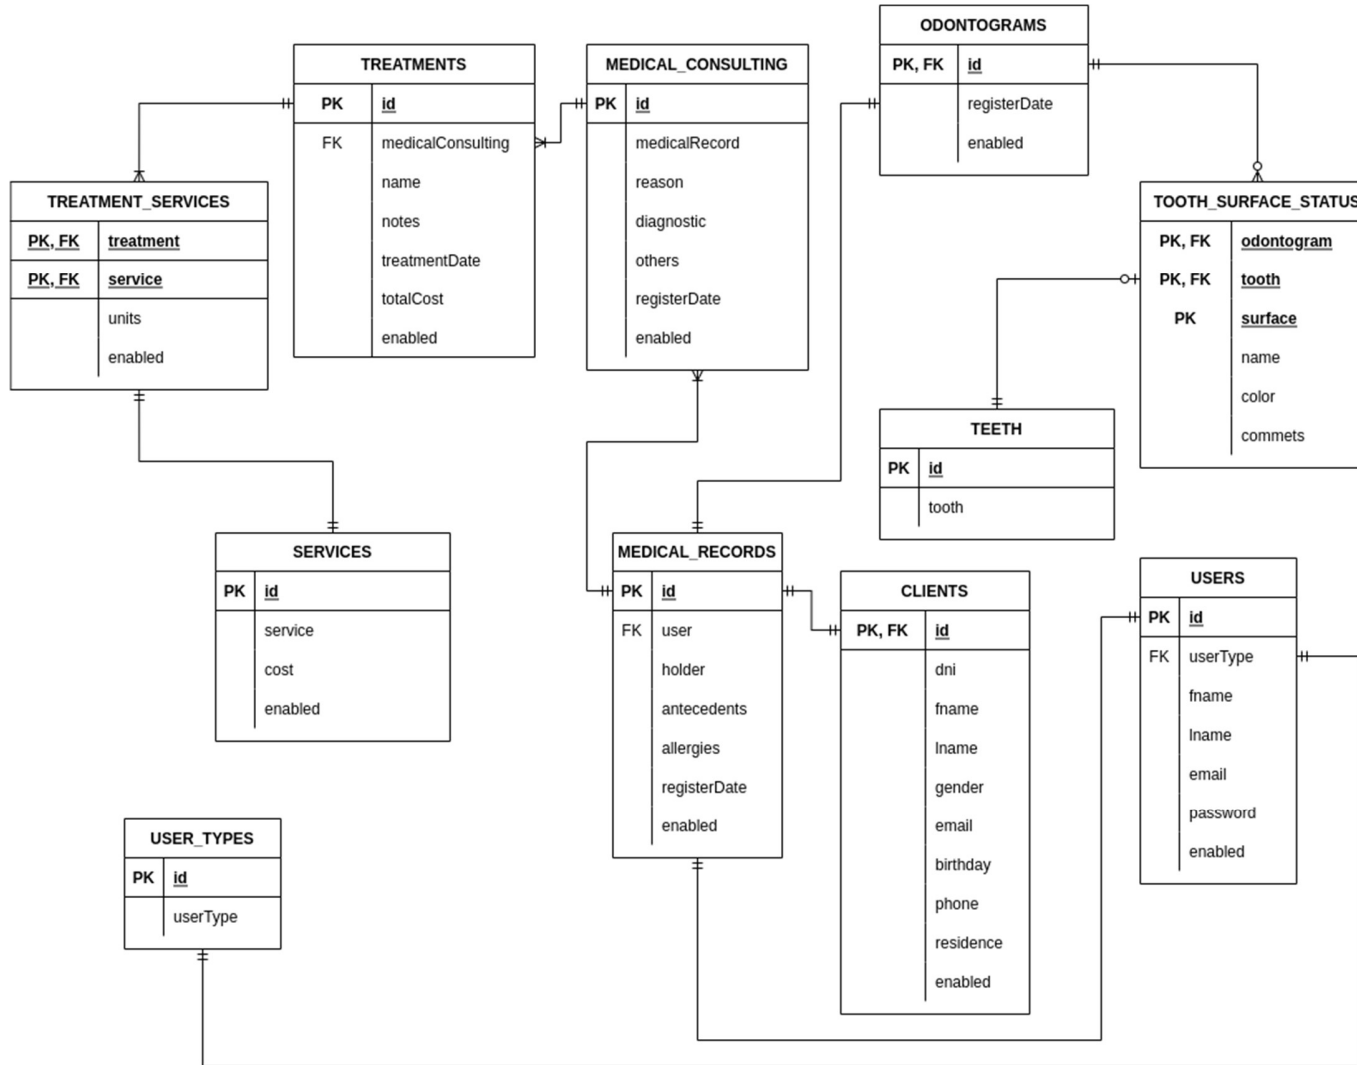 ODONTOGRAMS
PK, FK id
registerDate
enabled
TREATMENTS
PK id
FK medicalConsulting
name
notes
treatmentDate
totalCost
enabled
MEDICAL_CONSULTING
PK id
medicalRecord
reason
diagnostic
others
registerDate
enabled
TREATMENT_SERVICES
PK, FK treatment
PK, FK service
units
enabled
TOOTH_SURFACE_STATUS
PK, FK odontogram
PK, FK tooth
PK surface
name
color
commets
TEETH
PK id
tooth
SERVICES
PK id
service
cost
enabled
MEDICAL_RECORDS
PK id
FK user
holder
antecedents
allergies
registerDate
enabled
CLIENTS
PK, FK id
dni
fname
lname
gender
email
birthday
phone
residence
enabled
USERS
PK id
FK userType
fname
lname
email
password
enabled
USER_TYPES
PK id
userType